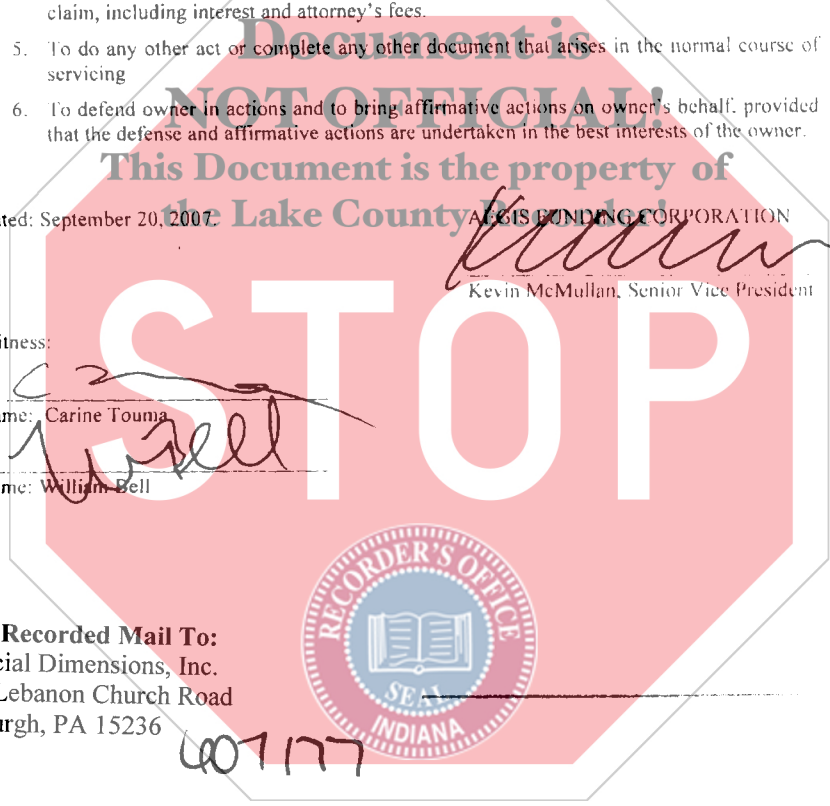 claim, including interest and attorney's fees.
Document is
5. To do any other act or complete any other document that arises in the normal course of
servicing
NOT OFFICIAL!
6. To defend owner in actions and to bring affirmative actions on owner's behalf, provided
that the defense and affirmative actions are undertaken in the best interests of the owner.
This Document is the property of
the Lake County Recorder!
ted: September 20, 2007.
AEGIS FUNDING CORPORATION
Kevin McMullan, Senior Vice President
STOP
itness:
me: Carine Touma
W Bell
me: William Bell
RECORDER'S OFFICE
SEAL
INDIANA
Recorded Mail To:
cial Dimensions, Inc.
Lebanon Church Road
urgh, PA 15236
607177